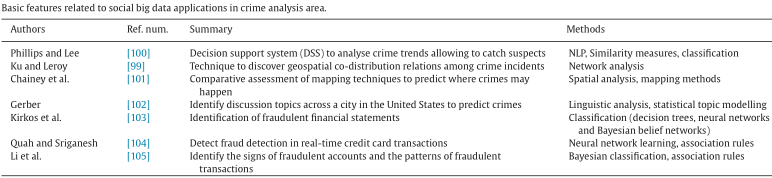 Basic features related to social big data applications in crime analysis area.
Authors Ref. num. Summary Methods
Phillips and Lee [100] Decision support system (DSS) to analyse crime trends allowing to catch suspects NLP, Similarity measures, classification
Ku and Leroy [99] Technique to discover geospatial co-distribution relations among crime incidents Network analysis
Chainey et al. [101] Comparative assessment of mapping techniques to predict where crimes may Spatial analysis, mapping methods
happen
Gerber [102] Identify discussion topics across a city in the United States to predict crimes Linguistic analysis, statistical topic modelling
Kirkos et al. [103] Identification of fraudulent financial statements Classification (decision trees, neural networks
and Bayesian belief networks)
Quah and Sriganesh [104] Detect fraud detection in real-time credit card transactions Neural network learning, association rules
Li et al. [105] Identify the signs of fraudulent accounts and the patterns of fraudulent Bayesian classification, association rules
transactions